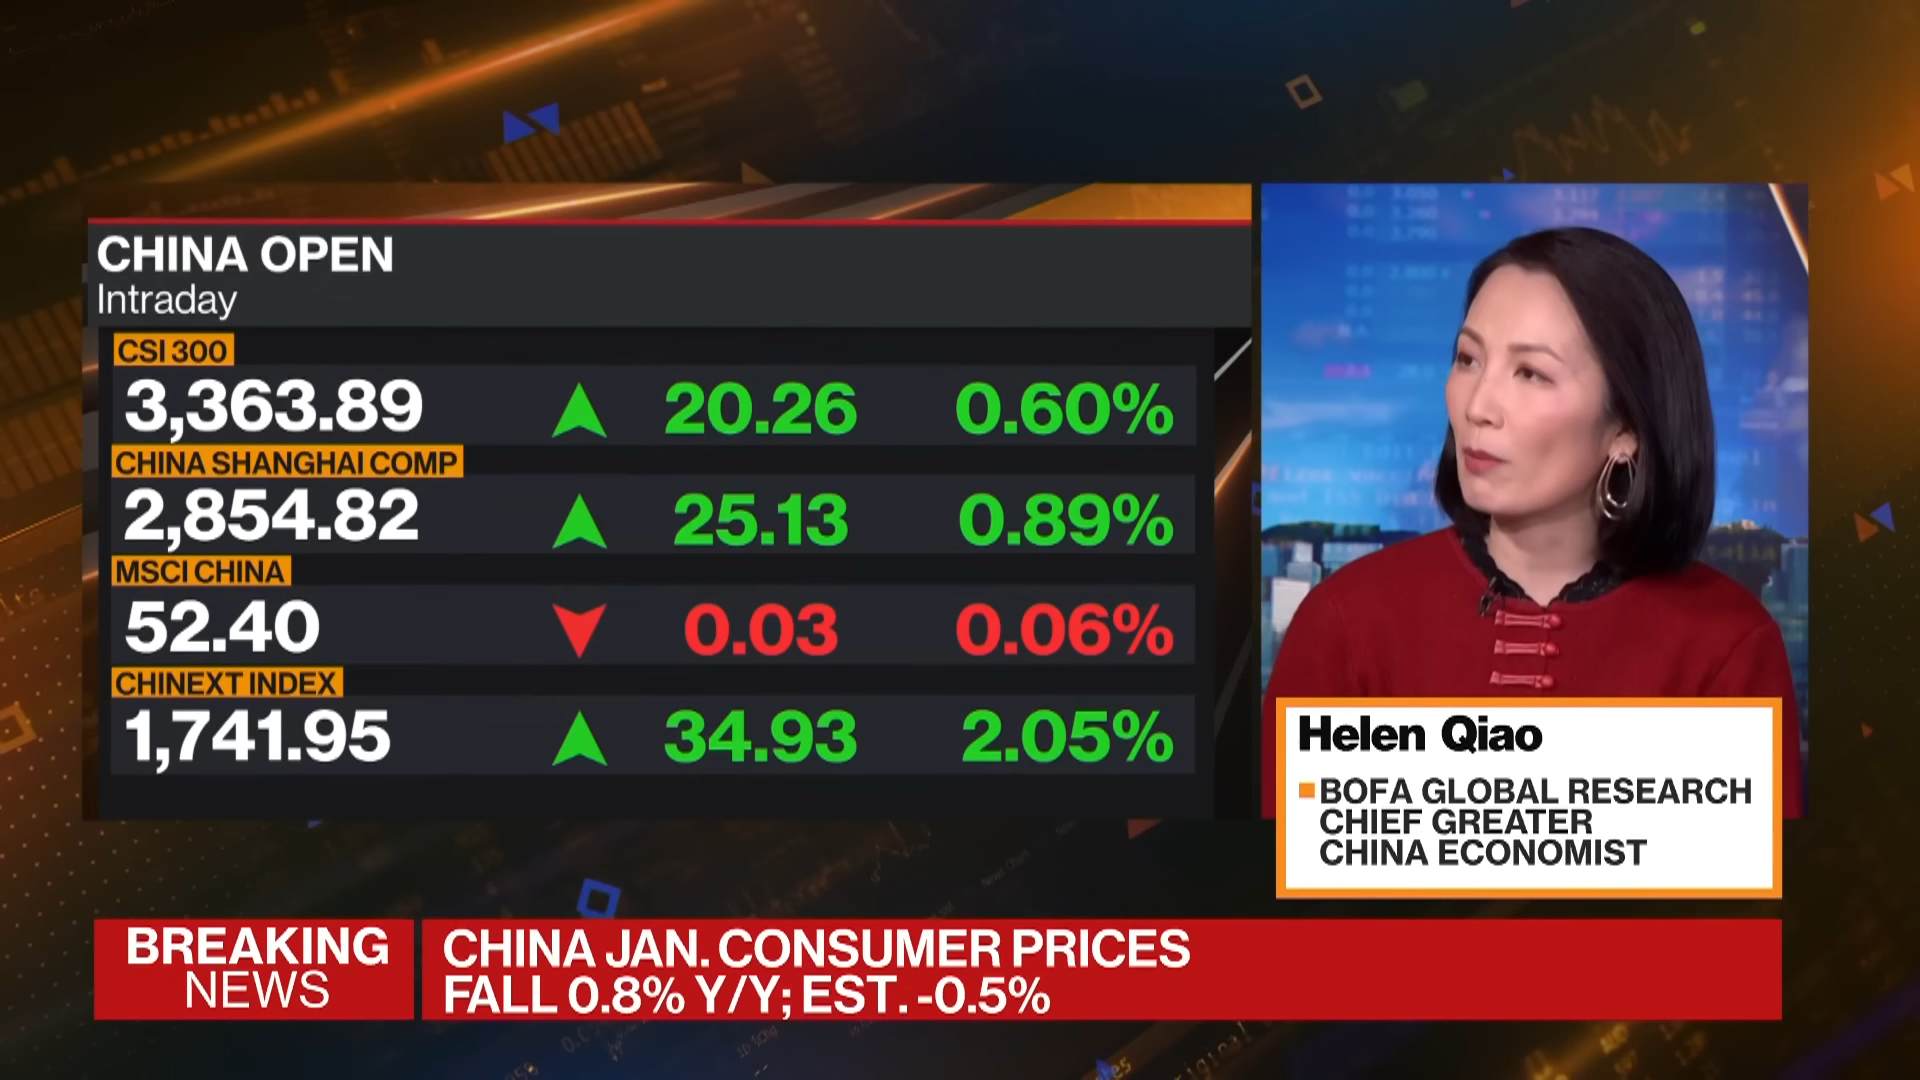 CHINA OPEN
Intraday
CSI 300
3,363.89 20.26 0.60%
CHINA SHANGHAI COMP
2,854.82 25.13 0.89%
MSCI CHINA
52.40 0.03 0.06%
CHINEXT INDEX
1,741.95 34.93 2.05%
Helen Qiao
BOFA GLOBAL RESEARCH
CHIEF GREATER
CHINA ECONOMIST
BREAKING
NEWS
CHINA JAN. CONSUMER PRICES
FALL 0.8% Y/Y; EST. -0.5%